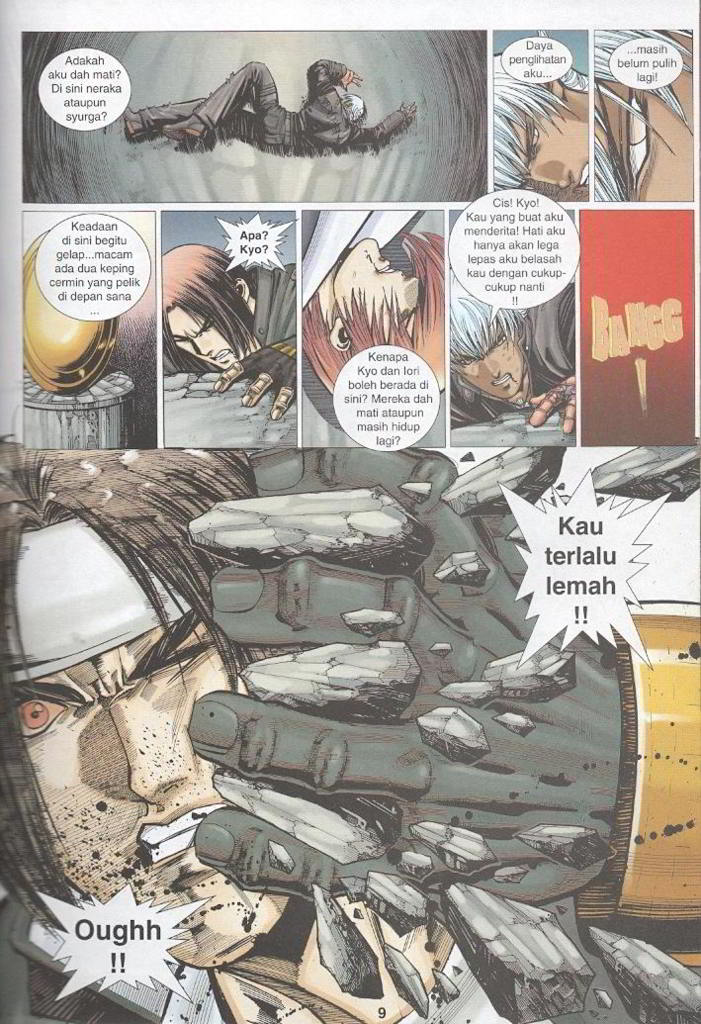 Adakah
aku dah mati?
Di sini neraka
ataupun
syurga?
Daya
penglihatan
aku...
...masih
belum pulih
lagi!
Keadaan
di sini begitu
gelap...macam
ada dua keping
cermin yang pelik
di depan sana
...
Apa?
Kyo?
Kenapa
Kyo dan Iori
boleh berada di
sini? Mereka dah
mati ataupun
masih hidup
lagi?
Cis! Kyo!
Kau yang buat aku
menderita! Hati aku
hanya akan lega
lepas aku belasah
kau dengan cukup-
cukup nanti
!!
BANGG
!
Kau
terlalu
lemah
!!
Oughh
!!
9